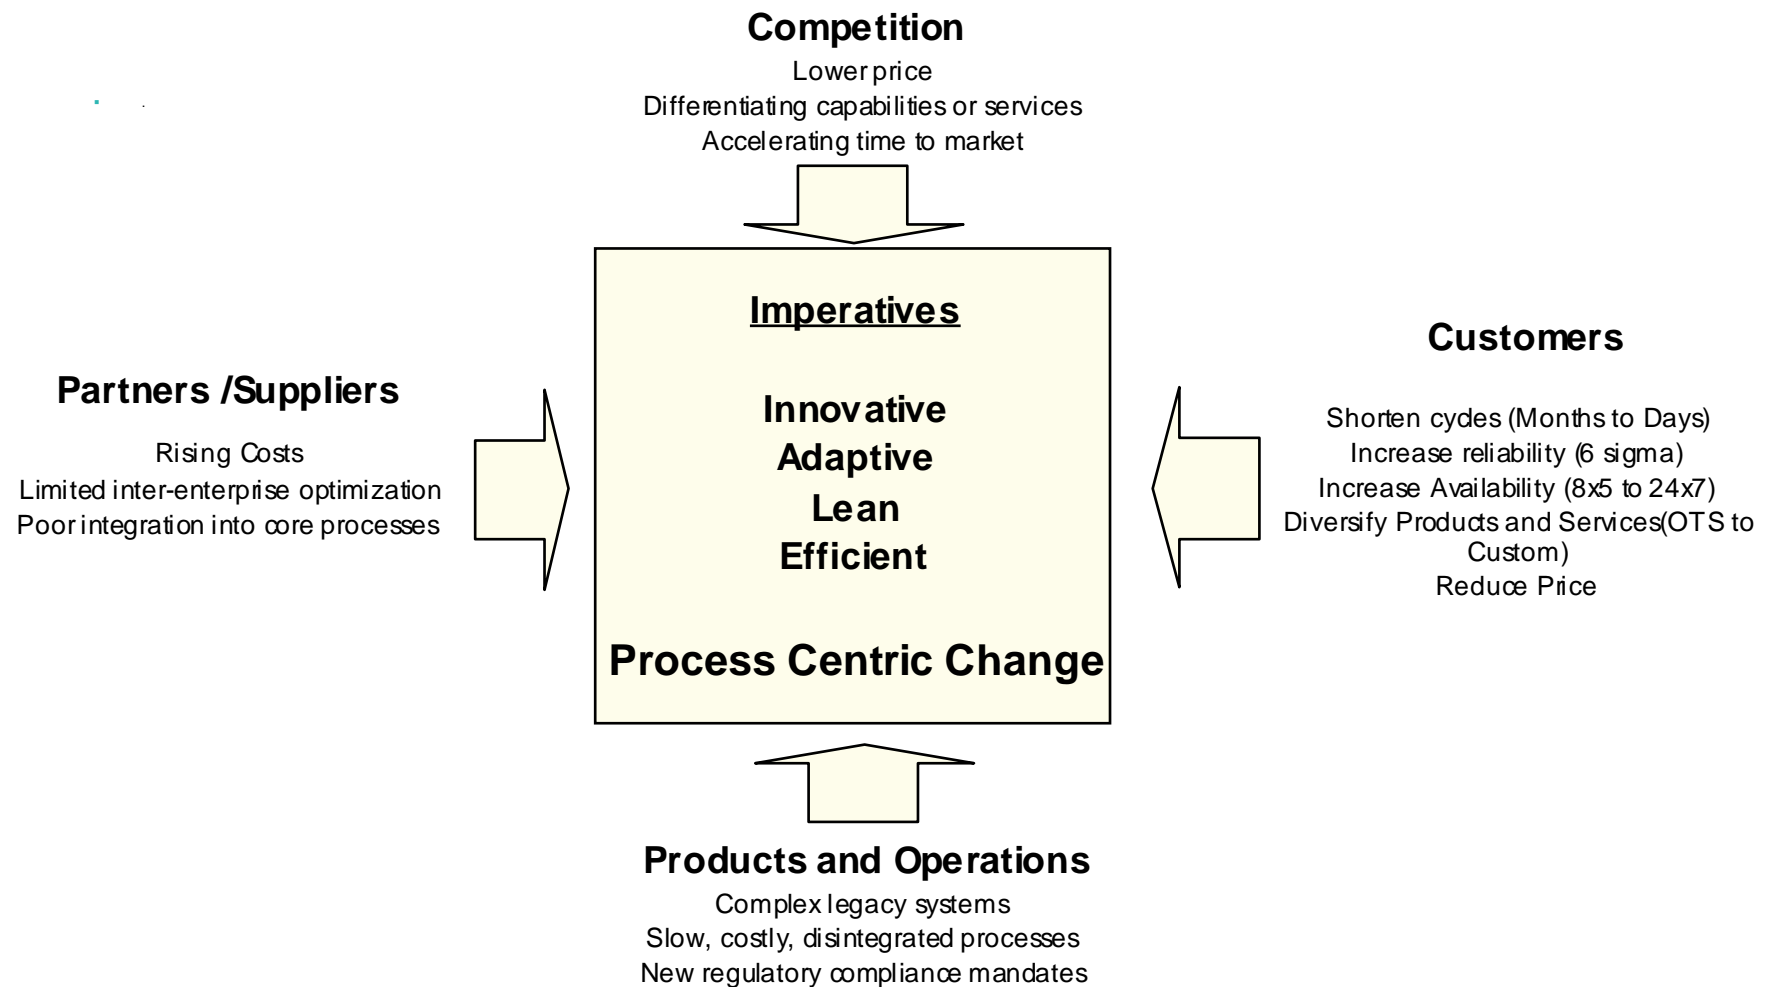 Competition
Lower price
Differentiating capabilities or services
Accelerating time to market
Imperatives
Innovative
Adaptive
Lean
Efficient
Process Centric Change
Partners /Suppliers
Rising Costs
Limited inter-enterprise optimization
Poor integration into core processes
Customers
Shorten cycles (Months to Days)
Increase reliability (6 sigma)
Increase Availability (8x5 to 24x7)
Diversify Products and Services(OTS to
Custom)
Reduce Price
Products and Operations
Complex legacy systems
Slow, costly, disintegrated processes
New regulatory compliance mandates